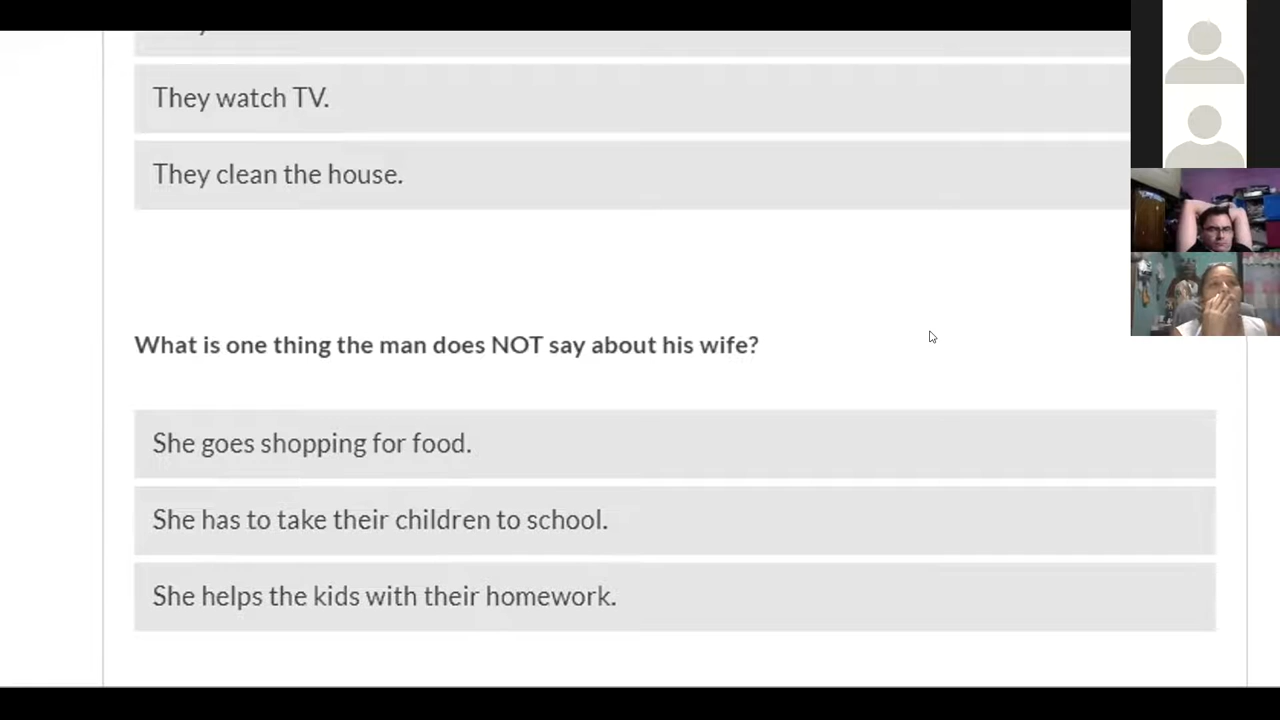 They watch TV.
They clean the house.
What is one thing the man does NOT say about his wife?
She goes shopping for food.
She has to take their children to school.
She helps the kids with their homework.